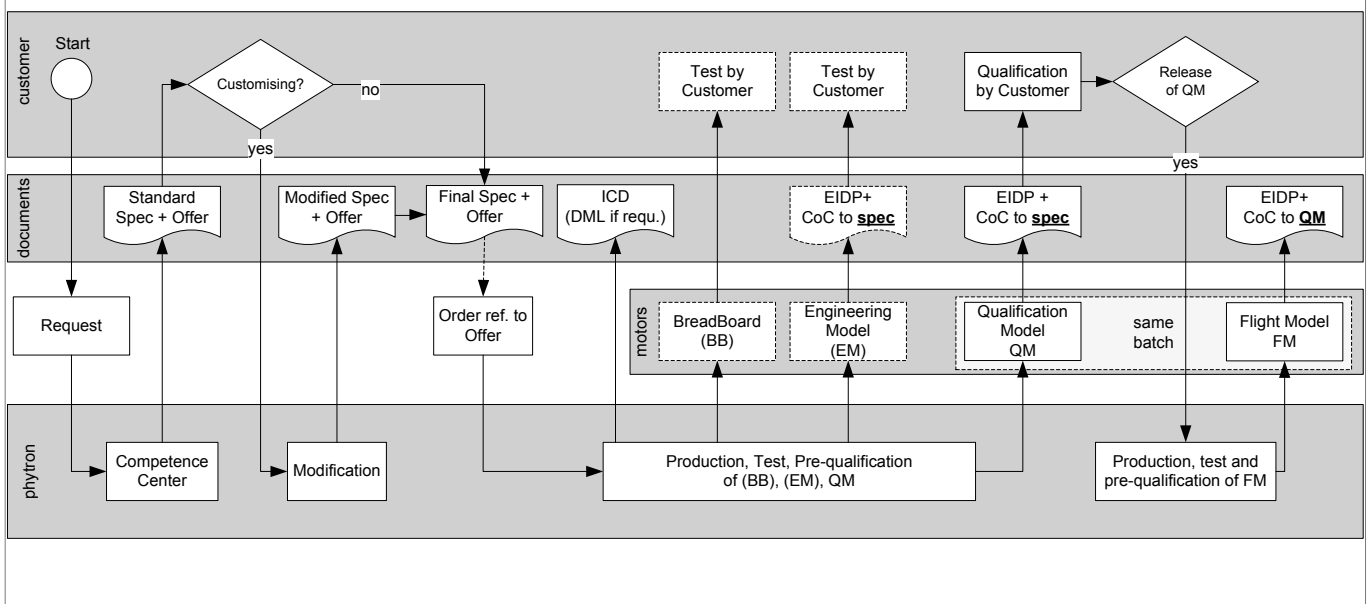 customer
Start
Customising?
no
yes
Test by
Customer
Test by
Customer
Qualification
by Customer
Release
of QM
yes
documents
Standard
Spec + Offer
Modified Spec
+ Offer
Final Spec +
Offer
ICD
(DML if requ.)
EIDP+
CoC to spec
EIDP +
CoC to spec
EIDP+
CoC to QM
Request
Order ref. to
Offer
motors
BreadBoard
(BB)
Engineering
Model
(EM)
Qualification
Model
QM
same
batch
Flight Model
FM
phytron
Competence
Center
Modification
Production, Test, Pre-qualification
of (BB), (EM), QM
Production, test and
pre-qualification of FM